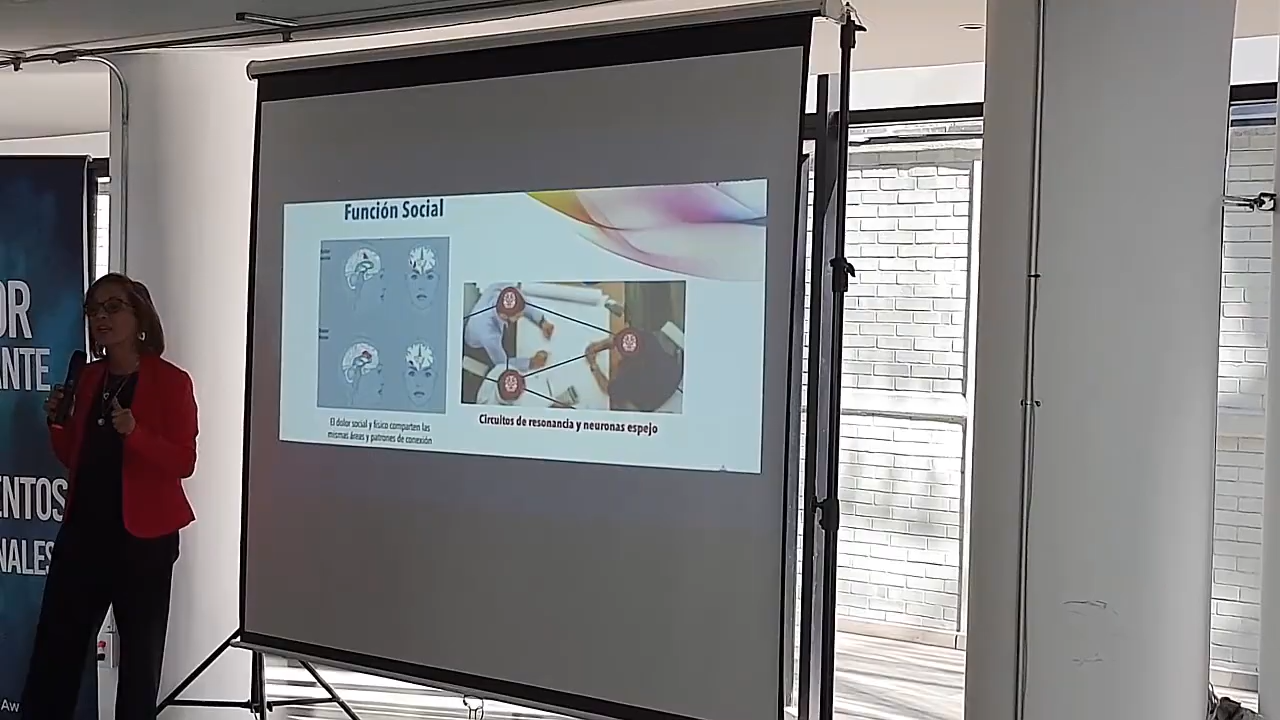 OR
ANTE
ENTOS
NALES
Aw
Función Social
El dolor social y físico comparten las
mismas áreas y patrones de conexión
Circuitos de resonancia y neuronas espejo